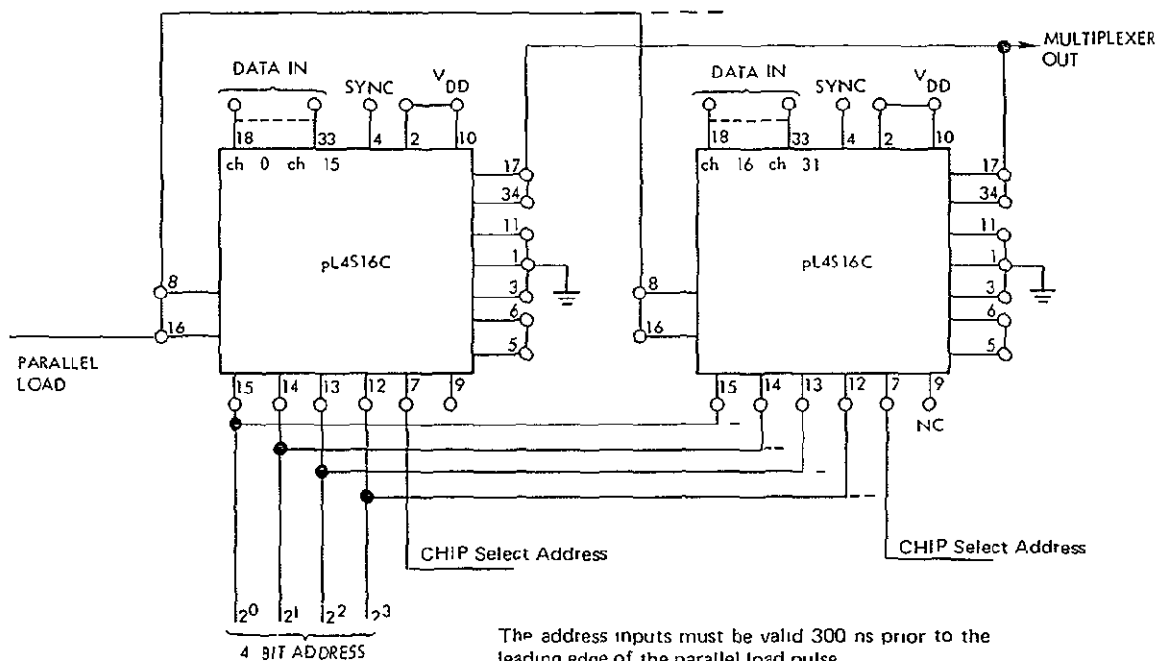 MULTIPLEXER
OUT
DATA IN
SYNC
V DD
DATA IN
SYNC
V DD
18 33 4 2 10
18 33 4 2 10
ch 0 ch 15
17
ch 16 ch 31
17
34
34
11
11
pL4S16C
1
pL4S16C
1
8
3
8
3
16
6
16
6
5
5
PARALLEL
LOAD
15 14 13 12 7 9
15 14 13 12 7 9
NC
CHIP Select Address
CHIP Select Address
2⁰ 2¹ 2² 2³
4 BIT ADDRESS
The address inputs must be valid 300 ns prior to the
leading edge of the parallel load pulse